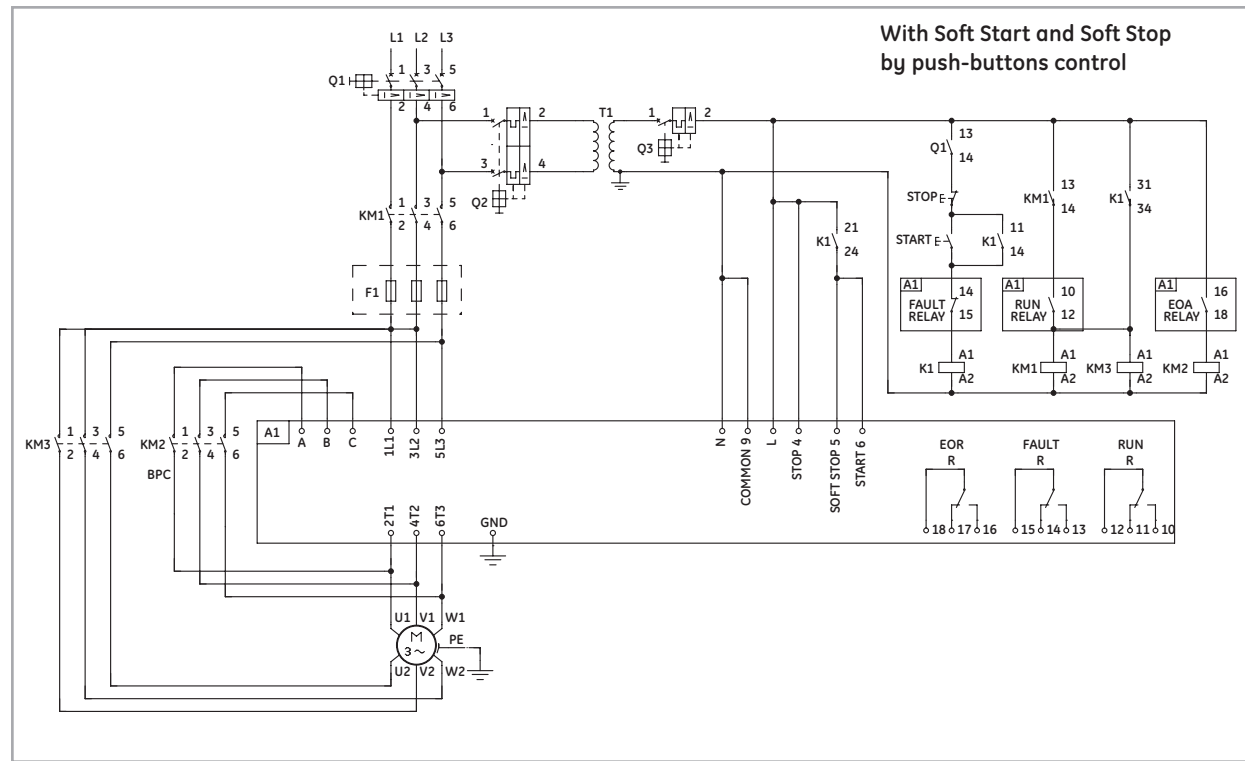 With Soft Start and Soft Stop
by push-buttons control
L1 L2 L3
Q1 1 3 5
2 4 6
1 2 T1 1 2
Q3
3 4
Q2
KM1 1 3 5
2 4 6
F1
13
Q1
14
STOP E
START E
K1 11
14
KM1 13
14
K1 31
34
K1 21
24
A1 14
FAULT
RELAY 15
A1 10
RUN
RELAY 12
A1 16
EOA
RELAY 18
K1 A1
A2
KM1 A1
A2
KM3 A1
A2
KM2 A1
A2
KM3 1 3 5
2 4 6
KM2 1 3 5
2 4 6
BPC
A1 A B C 1L1 3L2 5L3
N COMMON 9 L STOP 4 SOFT STOP 5 START 6
EOR
R
18 17 16
FAULT
R
15 14 13
RUN
R
12 11 10
2T1 4T2 6T3 GND
U1 V1 W1
M
3 ~
PE
U2 V2 W2